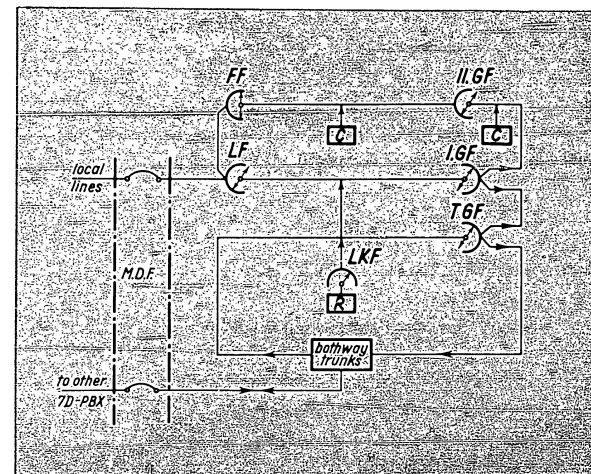 FF.
II.GF
C
C
LF
I.GF
local
lines
T.GF
M.D.F.
LKF
R
bothway
trunks
to other
7D-PBX